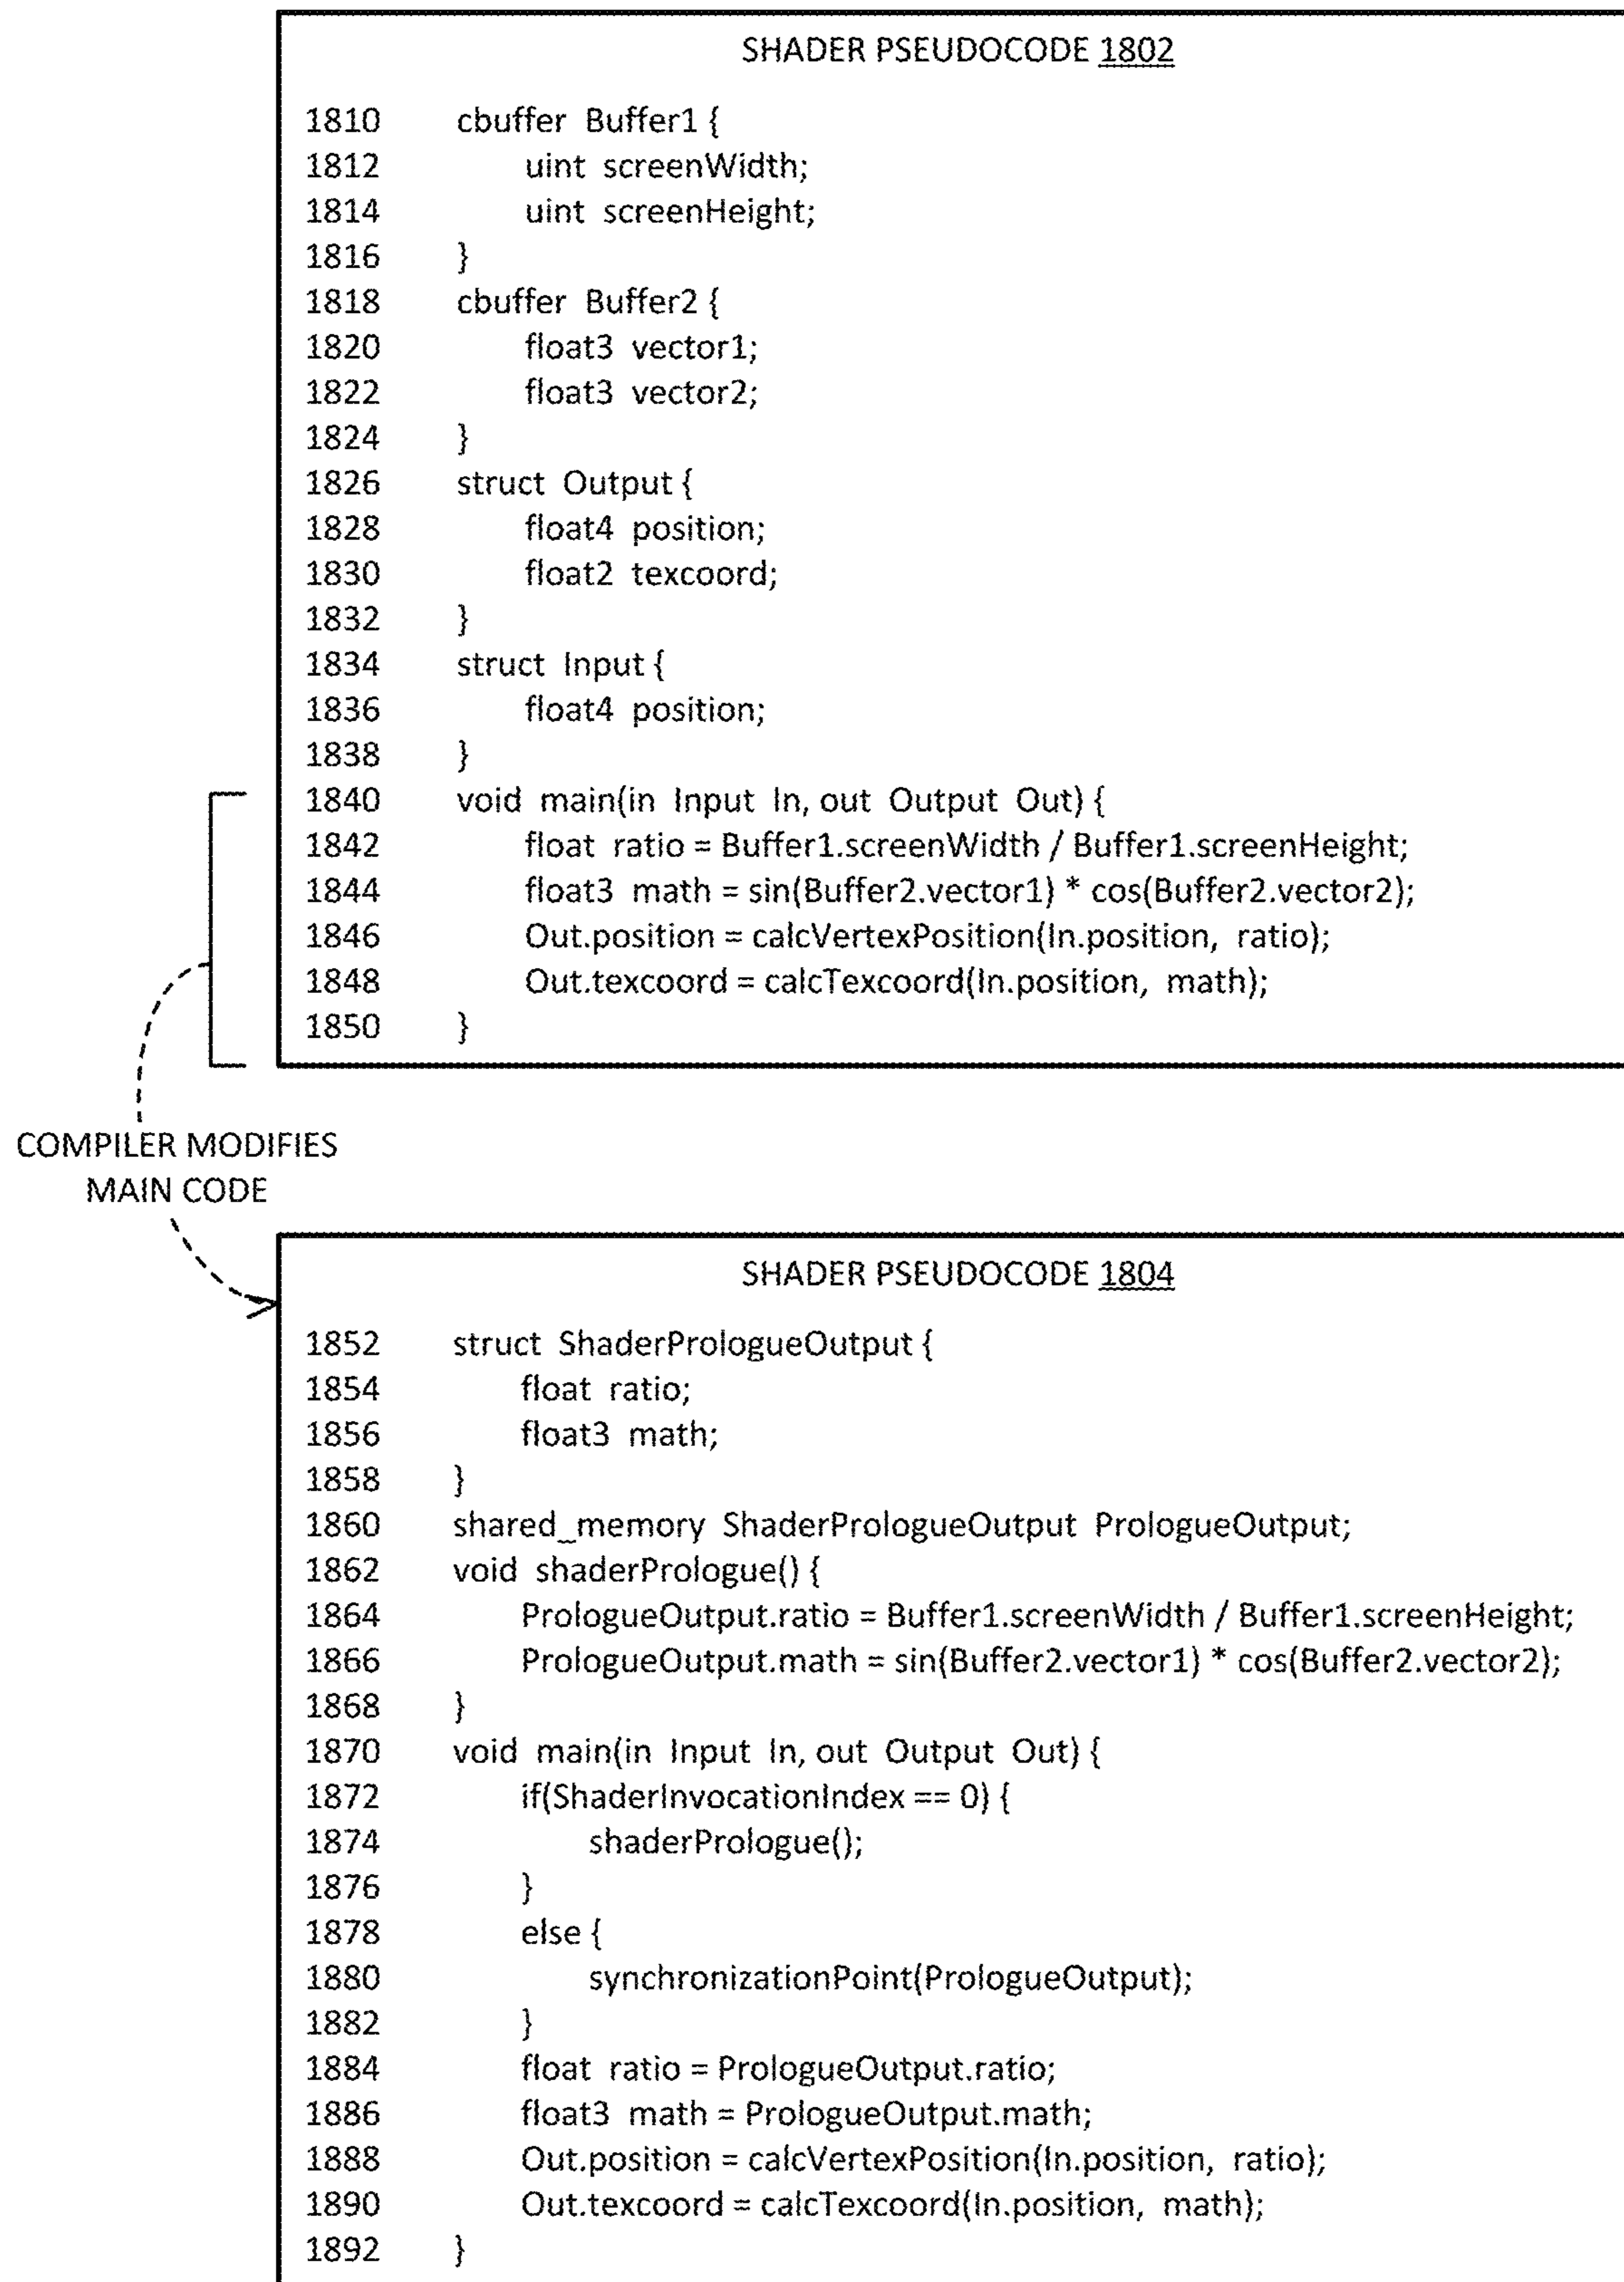 SHADER PSEUDOCODE 1802
1810 cbuffer Buffer1 {
1812 uint screenWidth;
1814 uint screenHeight;
1816 }
1818 cbuffer Buffer2 {
1820 float3 vector1;
1822 float3 vector2;
1824 }
1826 struct Output {
1828 float4 position;
1830 float2 texcoord;
1832 }
1834 struct Input {
1836 float4 position;
1838 }
1840 void main(in Input In, out Output Out) {
1842 float ratio = Buffer1.screenWidth / Buffer1.screenHeight;
1844 float3 math = sin(Buffer2.vector1) * cos(Buffer2.vector2);
1846 Out.position = calcVertexPosition(In.position, ratio);
1848 Out.texcoord = calcTexcoord(In.position, math);
1850 }
COMPILER MODIFIES
MAIN CODE
SHADER PSEUDOCODE 1804
1852 struct ShaderPrologueOutput {
1854 float ratio;
1856 float3 math;
1858 }
1860 shared_memory ShaderPrologueOutput PrologueOutput;
1862 void shaderPrologue() {
1864 PrologueOutput.ratio = Buffer1.screenWidth / Buffer1.screenHeight;
1866 PrologueOutput.math = sin(Buffer2.vector1) * cos(Buffer2.vector2);
1868 }
1870 void main(in Input In, out Output Out) {
1872 if(ShaderInvocationIndex == 0) {
1874 shaderPrologue();
1876 }
1878 else {
1880 synchronizationPoint(PrologueOutput);
1882 }
1884 float ratio = PrologueOutput.ratio;
1886 float3 math = PrologueOutput.math;
1888 Out.position = calcVertexPosition(In.position, ratio);
1890 Out.texcoord = calcTexcoord(In.position, math);
1892 }